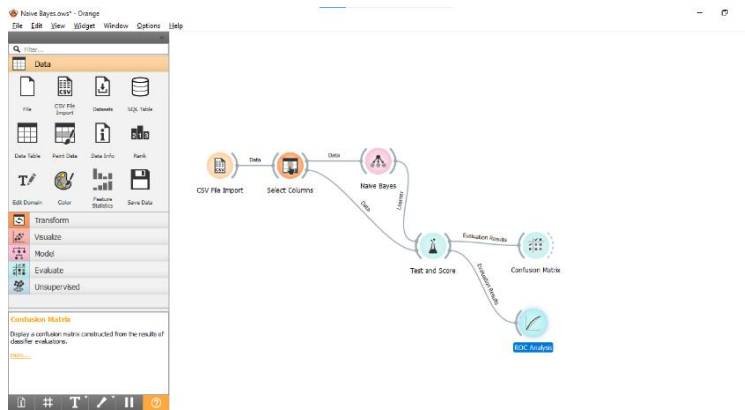 Naive Bayes.ows* - Orange
File Edit View Widget Window Options Help
Filter...
Data
File
CSV File Import
Datasets
SQL Table
Data Table
Paint Data
Data Info
Rank
Edit Domain
Color
Feature Statistics
Save Data
Transform
Visualize
Model
Evaluate
Unsupervised
Confusion Matrix
Display a confusion matrix constructed from the results of
classifier evaluations.
more...
CSV File Import
Data
Select Columns
Data
Naive Bayes
Data
Learner
Test and Score
Evaluation Results
Confusion Matrix
Evaluation Results
ROC Analysis